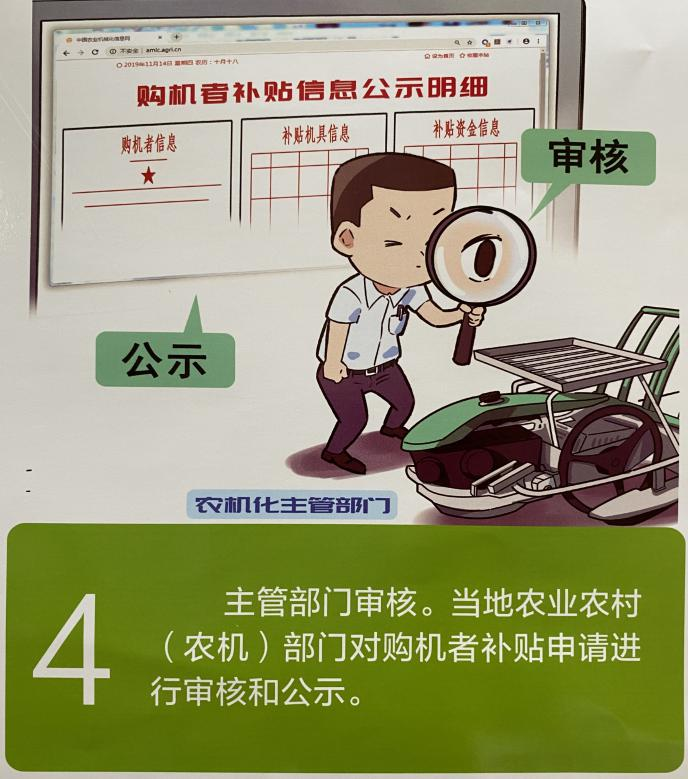 中国农业机械化信息网
不安全 | amic.agri.cn
2019年11月14日 星期四 农历：十月十八
设为首页 收藏本站
购机者补贴信息公示明细
购机者信息
补贴机具信息
补贴资金信息
审核
公示
农机化主管部门
4
主管部门审核。当地农业农村
（农机）部门对购机者补贴申请进
行审核和公示。